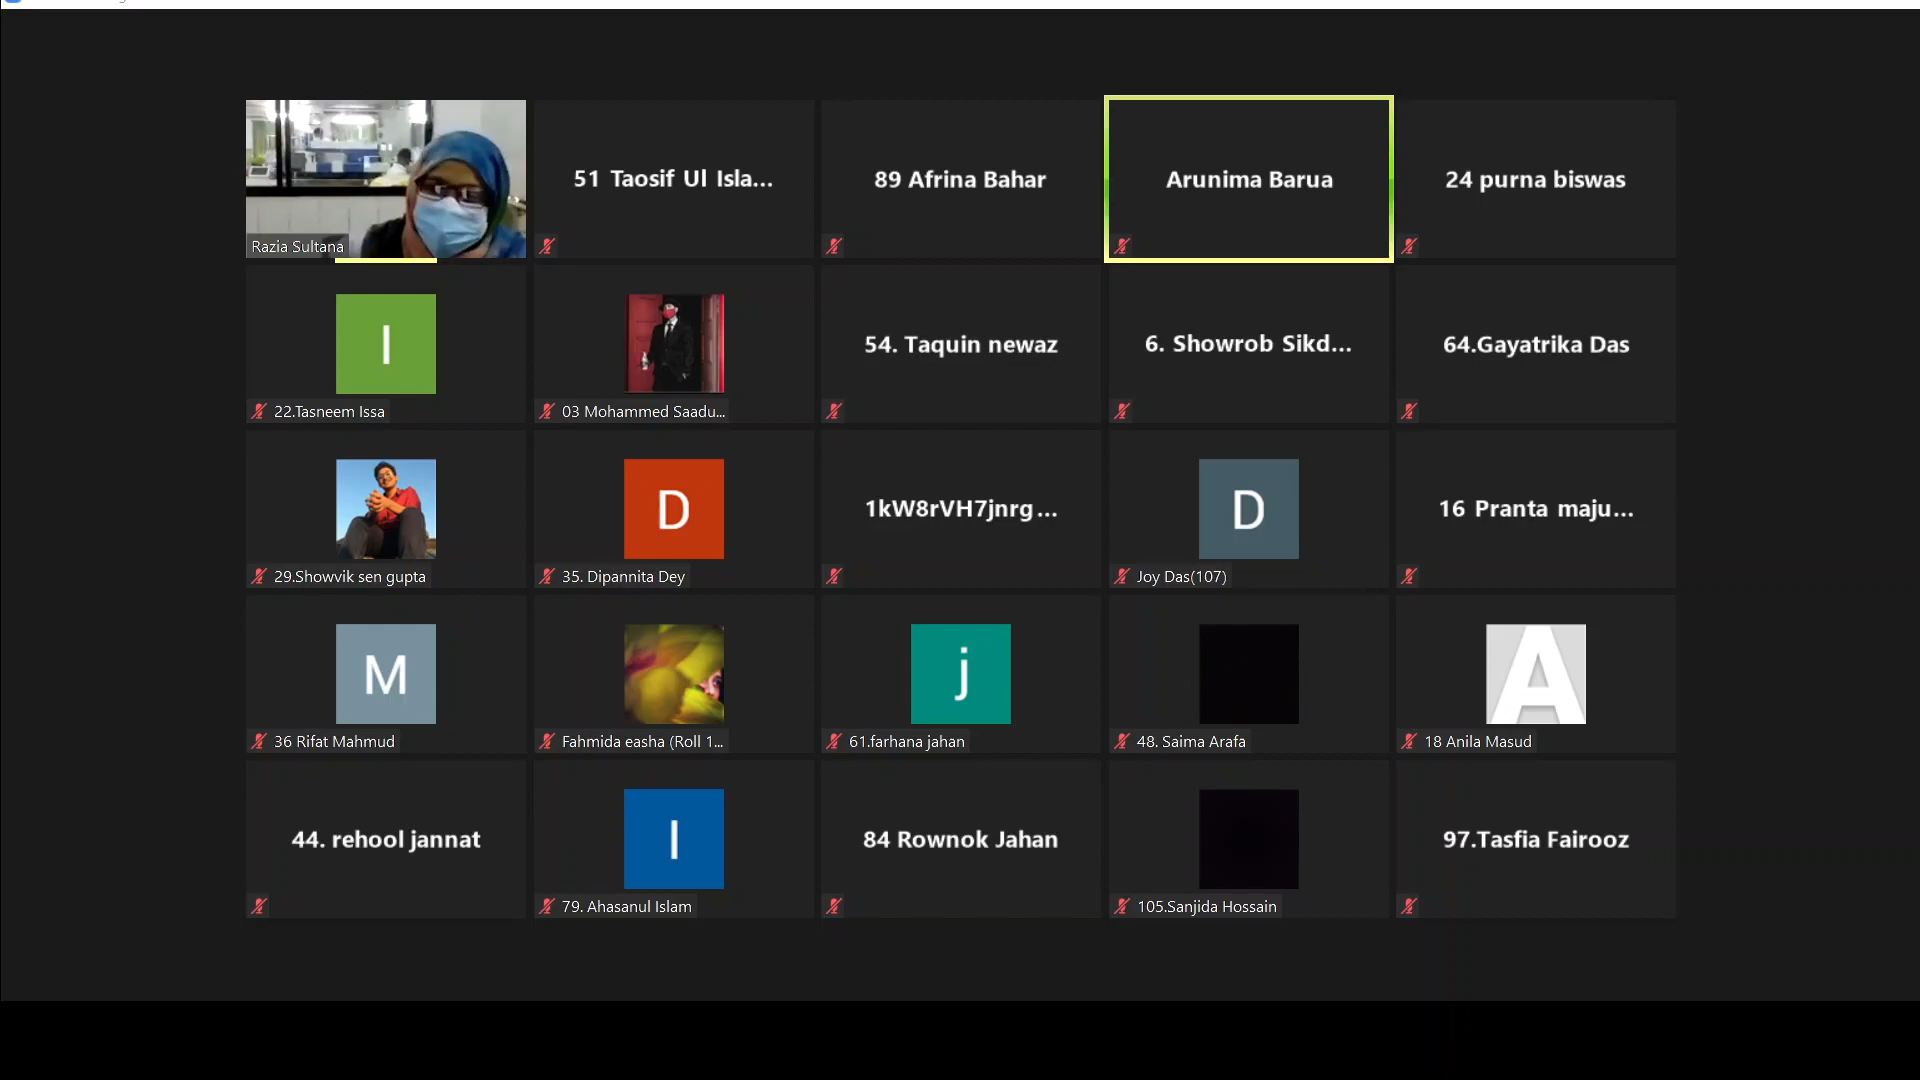 51 Taosif Ul Isla...
89 Afrina Bahar
Arunima Barua
24 purna biswas
Razia Sultana
I
54. Taquin newaz
6. Showrob Sikd...
64.Gayatrika Das
22.Tasneem Issa
03 Mohammed Saadu...
D
1kW8rVH7jnrg...
D
16 Pranta maju...
29.Showvik sen gupta
35. Dipannita Dey
Joy Das(107)
M
j
A
36 Rifat Mahmud
Fahmida easha (Roll 1...
61.farhana jahan
48. Saima Arafa
18 Anila Masud
44. rehool jannat
I
84 Rownok Jahan
97.Tasfia Fairooz
79. Ahasanul Islam
105.Sanjida Hossain